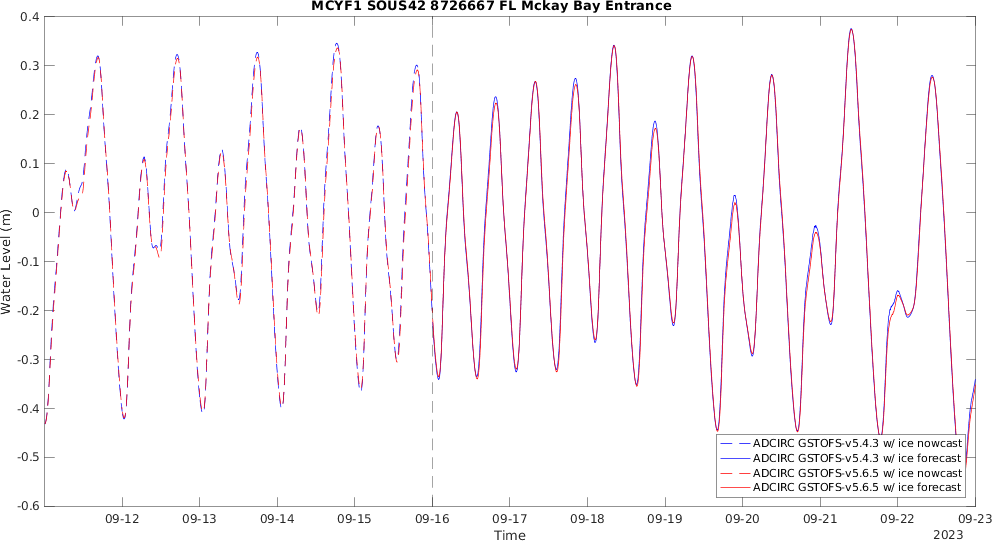 MCYF1 SOUS42 8726667 FL Mckay Bay Entrance
0.4
0.3
0.2
0.1
0
-0.1
-0.2
-0.3
-0.4
-0.5
-0.6
Water Level (m)
ADCIRC GSTOFS-v5.4.3 w/ ice nowcast
ADCIRC GSTOFS-v5.4.3 w/ ice forecast
ADCIRC GSTOFS-v5.6.5 w/ ice nowcast
ADCIRC GSTOFS-v5.6.5 w/ ice forecast
09-12 09-13 09-14 09-15 09-16 09-17 09-18 09-19 09-20 09-21 09-22 09-23
Time
2023